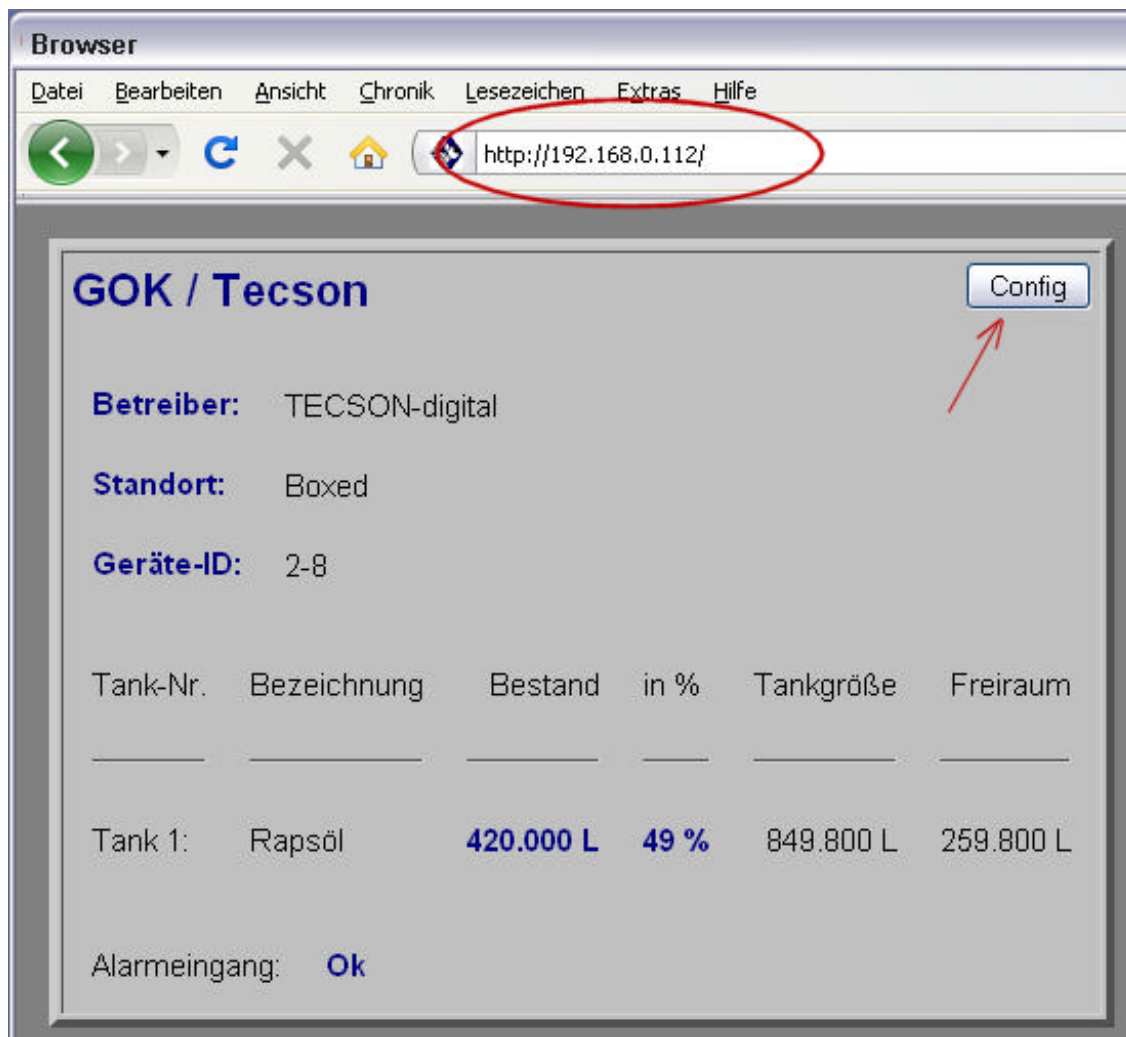 Browser
Datei Bearbeiten Ansicht Chronik Lesezeichen Extras Hilfe
http://192.168.0.112/
GOK / Tecson Config
Betreiber: TECSON-digital
Standort: Boxed
Geräte-ID: 2-8
Tank-Nr. Bezeichnung Bestand in % Tankgröße Freiraum
Tank 1: Rapsöl 420.000 L 49 % 849.800 L 259.800 L
Alarmeingang: Ok